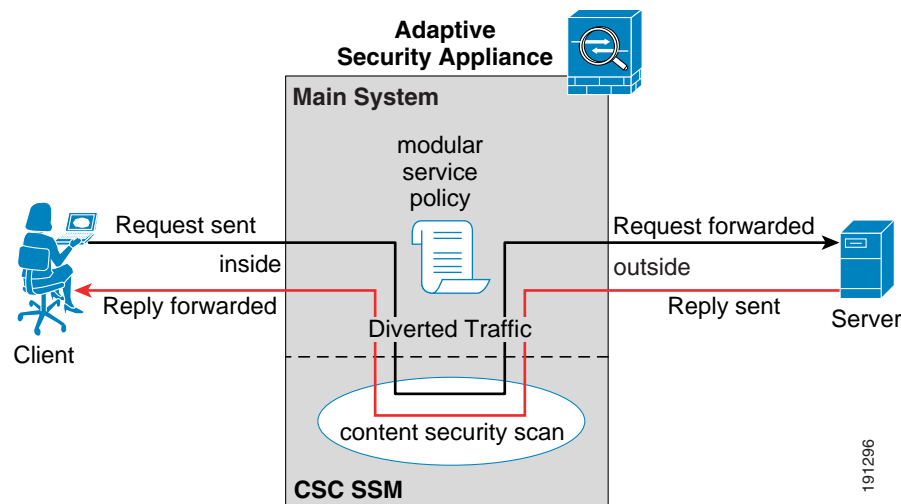 Adaptive
Security Appliance
Main System
modular
service
policy
Request sent
Request forwarded
inside
outside
Reply forwarded
Reply sent
Client
Server
Diverted Traffic
content security scan
CSC SSM
191296